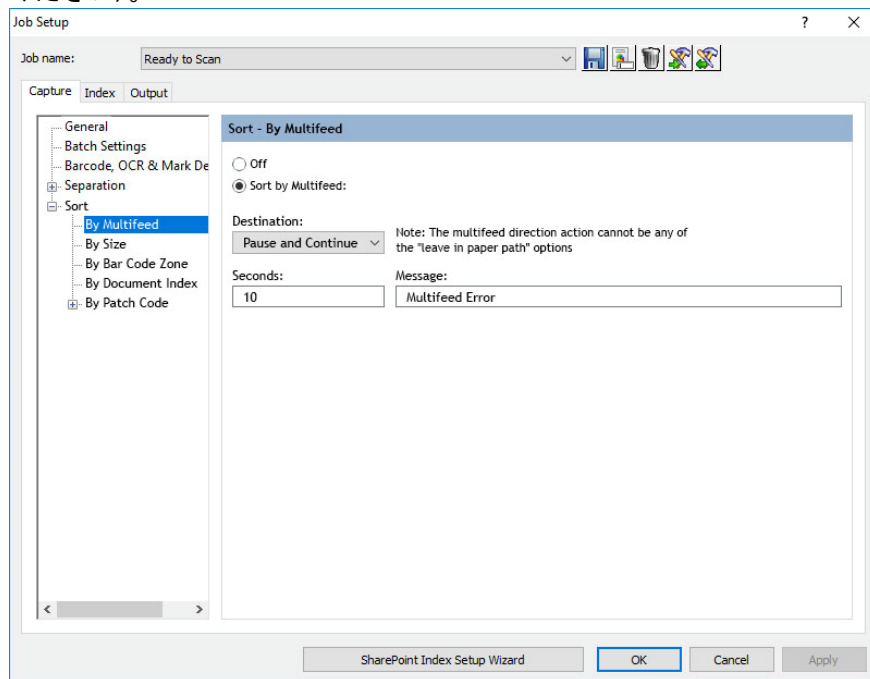 Job Setup
?
Job name:
Ready to Scan
Capture
Index
Output
General
Batch Settings
Barcode, OCR & Mark De
Separation
Sort
By Multifeed
By Size
By Bar Code Zone
By Document Index
By Patch Code
Sort - By Multifeed
Off
Sort by Multifeed:
Destination:
Pause and Continue
Note: The multifeed direction action cannot be any of
the "leave in paper path" options
Seconds:
Message:
10
Multifeed Error
SharePoint Index Setup Wizard
OK
Cancel
Apply